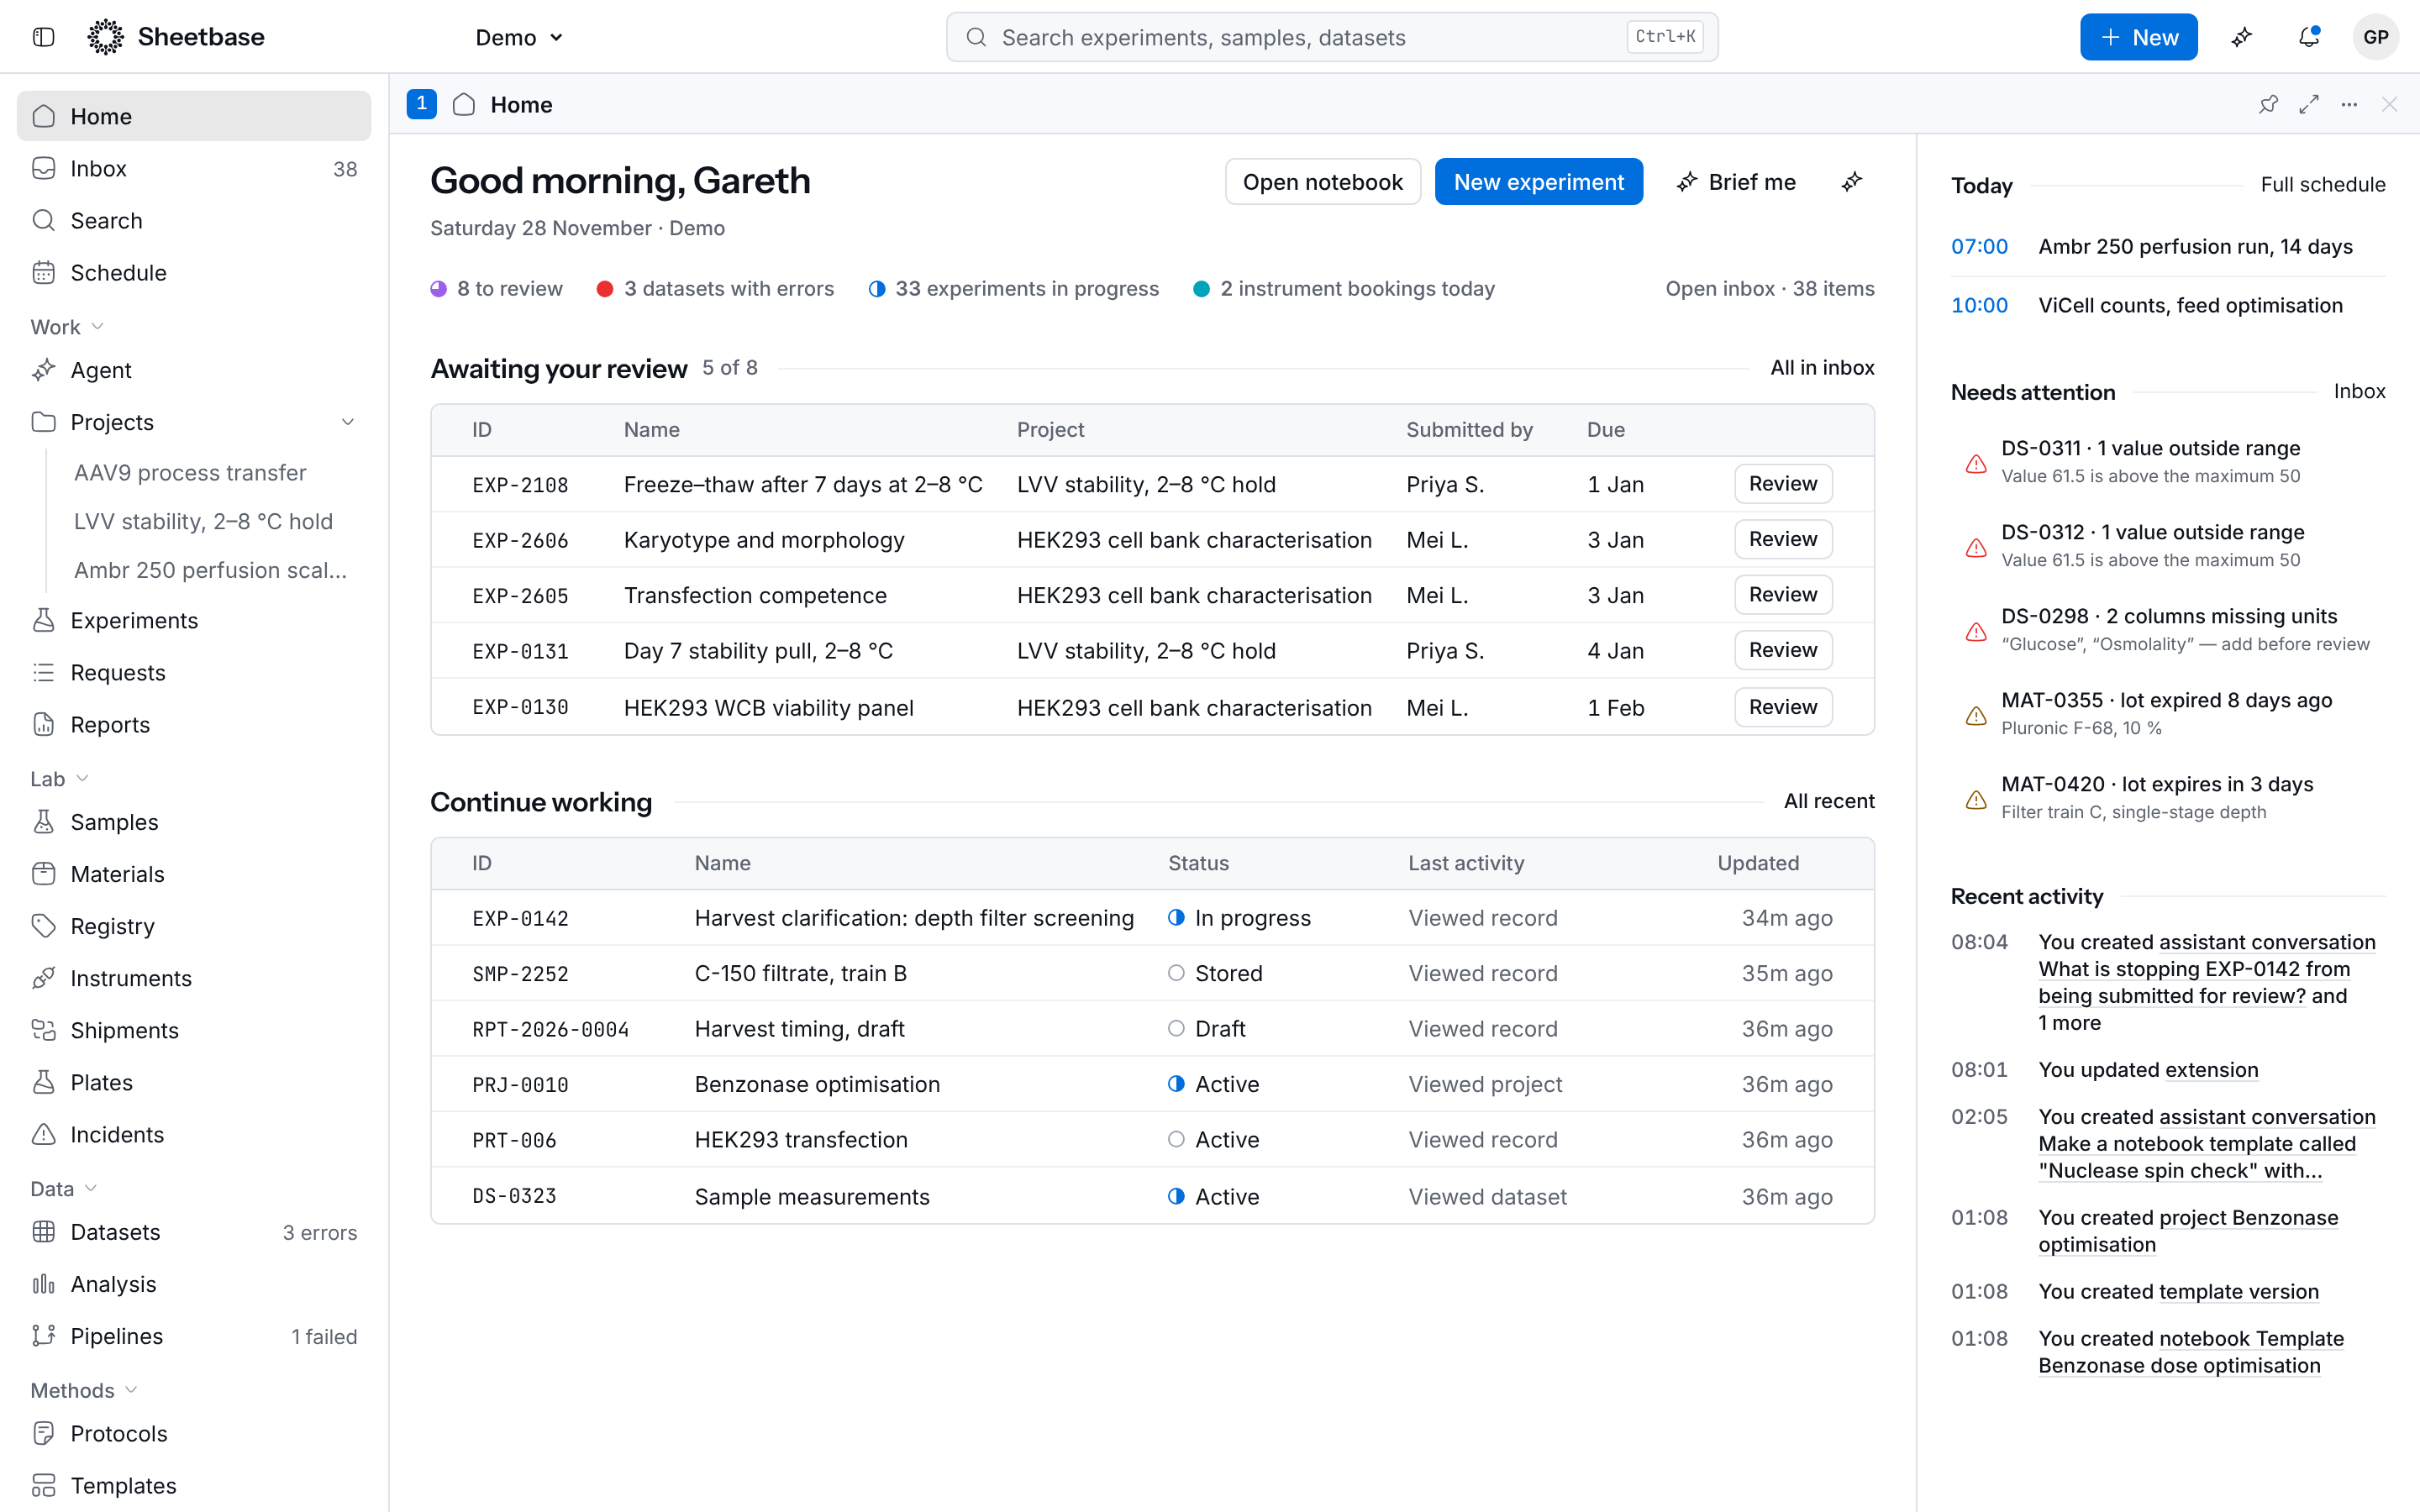 Sheetbase
Demo
Search experiments, samples, datasets
Ctrl+K
New
GP
Home
Inbox 38
Search
Schedule
Work
Agent
Projects
AAV9 process transfer
LVV stability, 2–8 °C hold
Ambr 250 perfusion scal...
Experiments
Requests
Reports
Lab
Samples
Materials
Registry
Instruments
Shipments
Plates
Incidents
Data
Datasets 3 errors
Analysis
Pipelines 1 failed
Methods
Protocols
Templates
1 Home
Good morning, Gareth
Saturday 28 November · Demo
Open notebook
New experiment
Brief me
8 to review
3 datasets with errors
33 experiments in progress
2 instrument bookings today
Open inbox · 38 items
Awaiting your review 5 of 8
All in inbox
ID Name Project Submitted by Due
EXP-2108 Freeze–thaw after 7 days at 2–8 °C LVV stability, 2–8 °C hold Priya S. 1 Jan Review
EXP-2606 Karyotype and morphology HEK293 cell bank characterisation Mei L. 3 Jan Review
EXP-2605 Transfection competence HEK293 cell bank characterisation Mei L. 3 Jan Review
EXP-0131 Day 7 stability pull, 2–8 °C LVV stability, 2–8 °C hold Priya S. 4 Jan Review
EXP-0130 HEK293 WCB viability panel HEK293 cell bank characterisation Mei L. 1 Feb Review
Continue working
All recent
ID Name Status Last activity Updated
EXP-0142 Harvest clarification: depth filter screening In progress Viewed record 34m ago
SMP-2252 C-150 filtrate, train B Stored Viewed record 35m ago
RPT-2026-0004 Harvest timing, draft Draft Viewed record 36m ago
PRJ-0010 Benzonase optimisation Active Viewed project 36m ago
PRT-006 HEK293 transfection Active Viewed record 36m ago
DS-0323 Sample measurements Active Viewed dataset 36m ago
Today
Full schedule
07:00 Ambr 250 perfusion run, 14 days
10:00 ViCell counts, feed optimisation
Needs attention
Inbox
DS-0311 · 1 value outside range
Value 61.5 is above the maximum 50
DS-0312 · 1 value outside range
Value 61.5 is above the maximum 50
DS-0298 · 2 columns missing units
“Glucose”, “Osmolality” — add before review
MAT-0355 · lot expired 8 days ago
Pluronic F-68, 10 %
MAT-0420 · lot expires in 3 days
Filter train C, single-stage depth
Recent activity
08:04 You created assistant conversation
What is stopping EXP-0142 from
being submitted for review? and
1 more
08:01 You updated extension
02:05 You created assistant conversation
Make a notebook template called
"Nuclease spin check" with...
01:08 You created project Benzonase
optimisation
01:08 You created template version
01:08 You created notebook Template
Benzonase dose optimisation